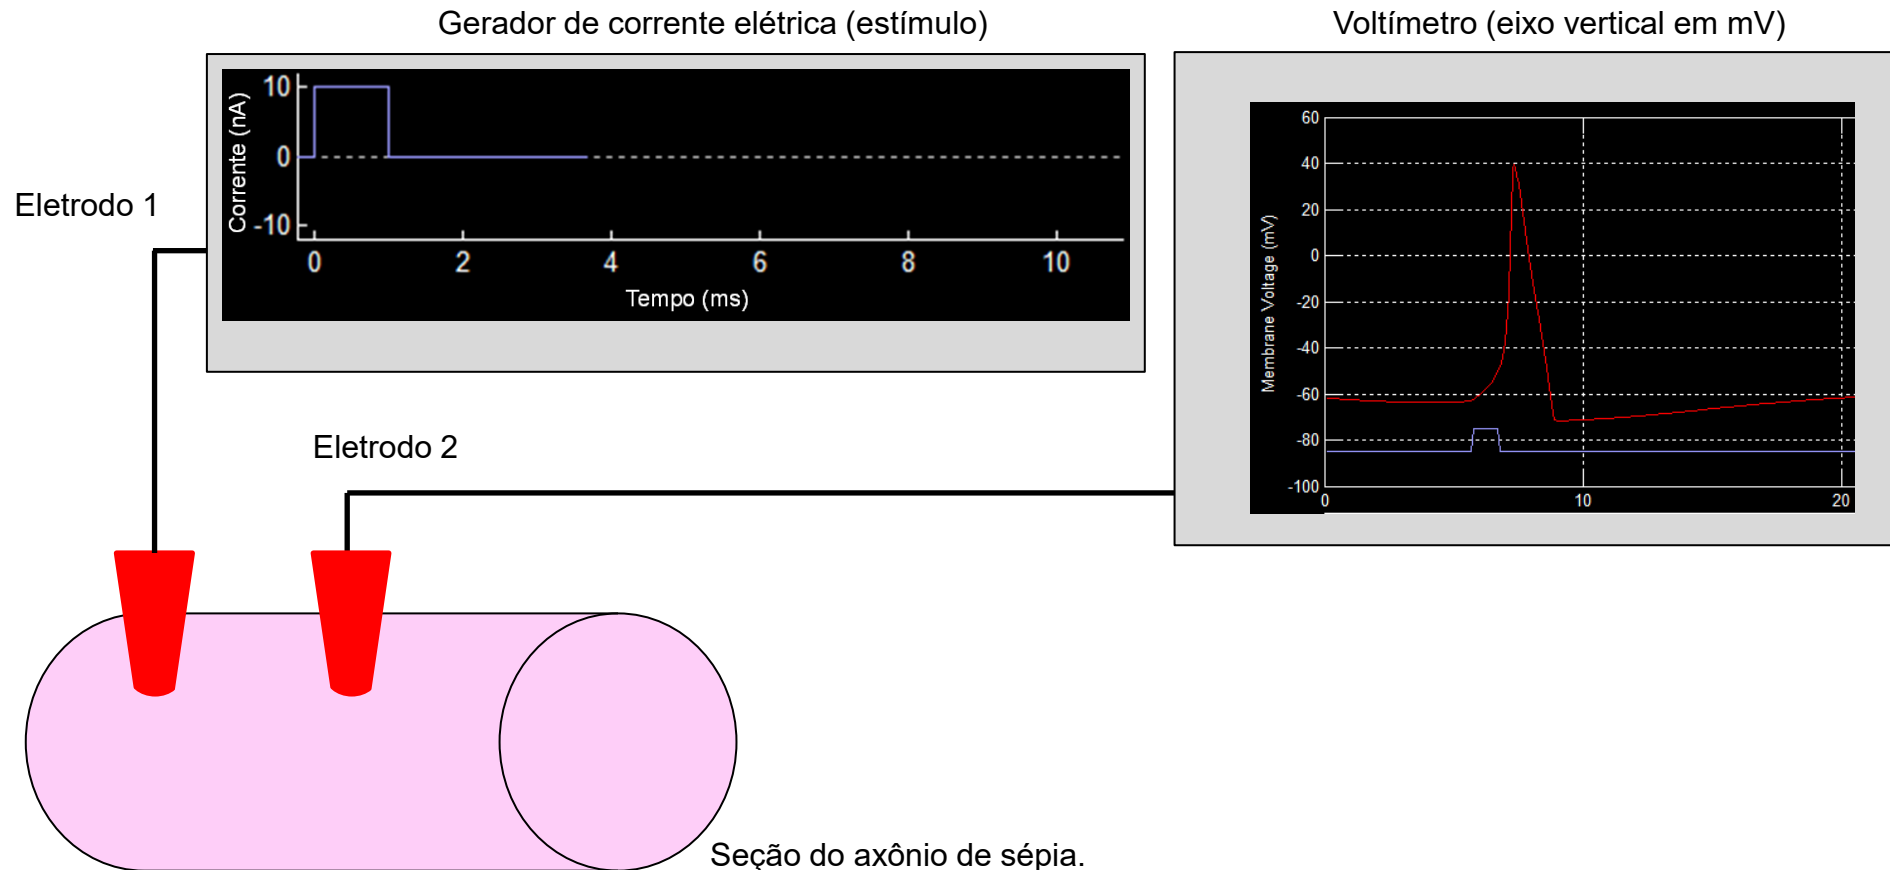 Gerador de corrente elétrica (estímulo)
Voltímetro (eixo vertical em mV)
Corrente (nA)
10
0
-10
0 2 4 6 8 10
Tempo (ms)
Membrane Voltage (mV)
60
40
20
0
-20
-40
-60
-80
-100
0 10 20
Eletrodo 1
Eletrodo 2
Seção do axônio de sépia.